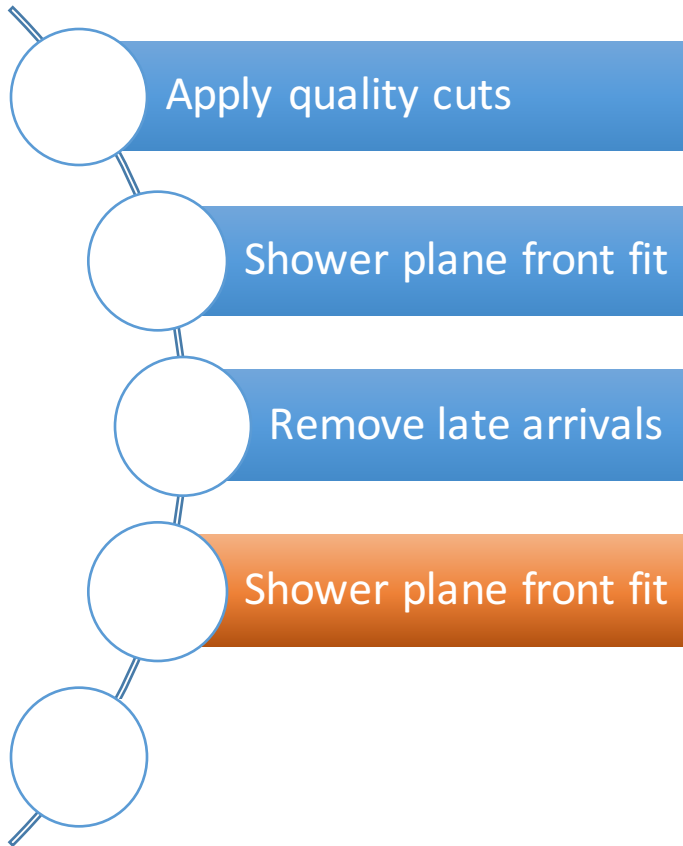 Apply quality cuts
Shower plane front fit
Remove late arrivals
Shower plane front fit